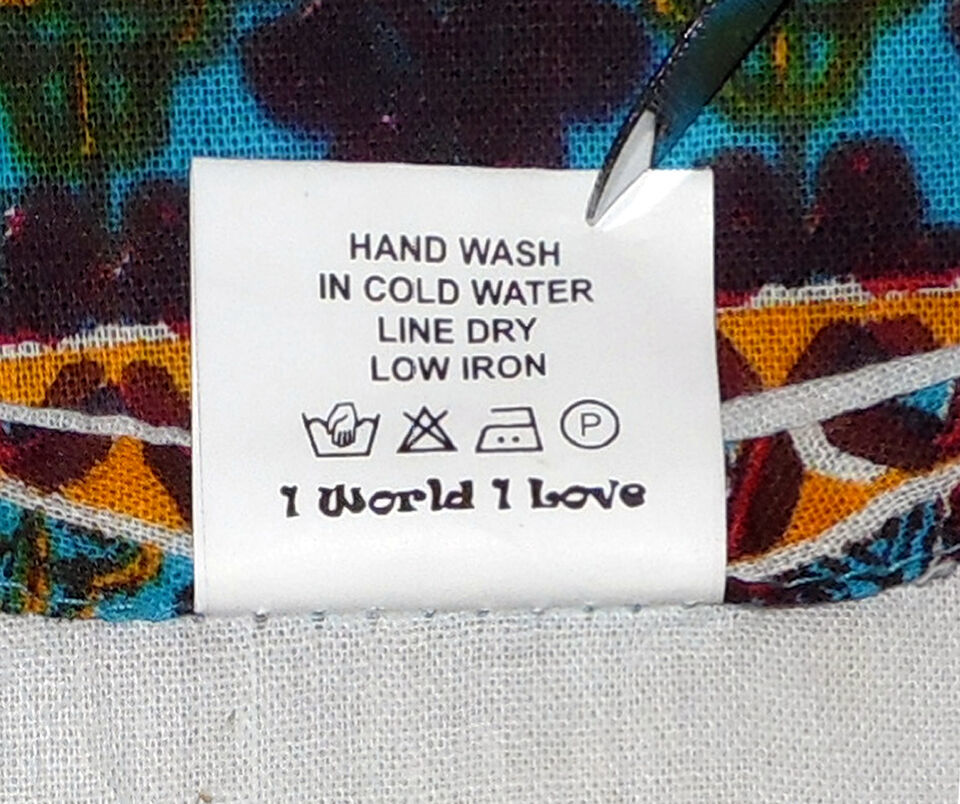 HAND WASH
IN COLD WATER
LINE DRY
LOW IRON
P
1 World 1 Love